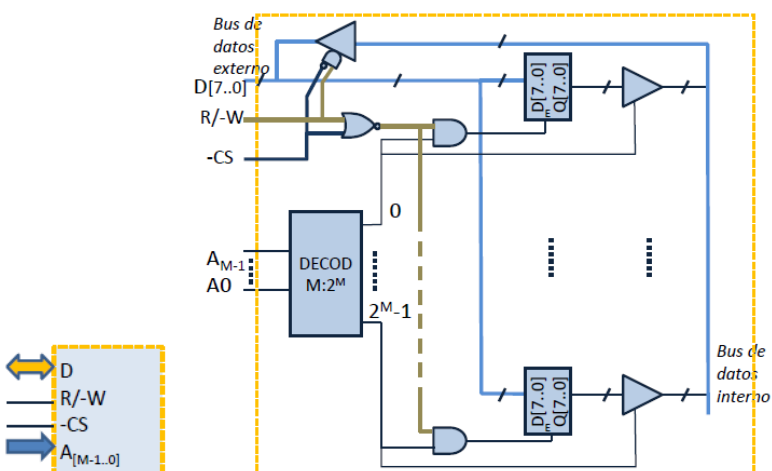 Bus de
datos
externo
D[7..0]
R/-W
-CS
D[7..0]
E
Q[7..0]
0
A_{M-1}
A0
DECOD
M:2^M
2^M-1
Bus de
datos
interno
D[7..0]
E
Q[7..0]
D
R/-W
-CS
A_{[M-1..0]}